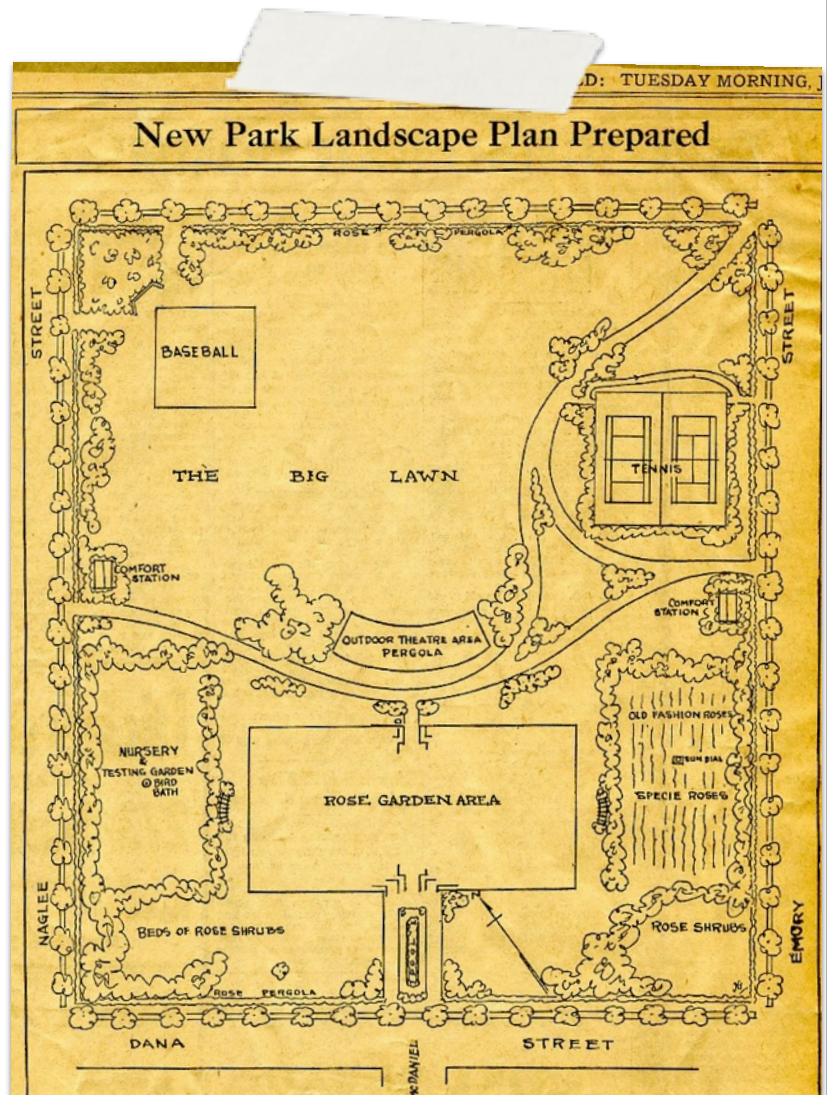 TUESDAY MORNING,
New Park Landscape Plan Prepared
ROSE PERGOLA
STREET
STREET
BASEBALL
TENNIS
THE BIG LAWN
COMFORT
STATION
COMFORT
STATION
OUTDOOR THEATRE AREA
PERGOLA
OLD FASHION ROSES
SUN DIAL
SPECIE ROSES
NURSERY
&
TESTING GARDEN
BIRD
BATH
ROSE GARDEN AREA
NAGLEE
EMORY
N
BEDS OF ROSE SHRUBS
ROSE SHRUBS
ROSE PERGOLA
DANA STREET
McDANIEL